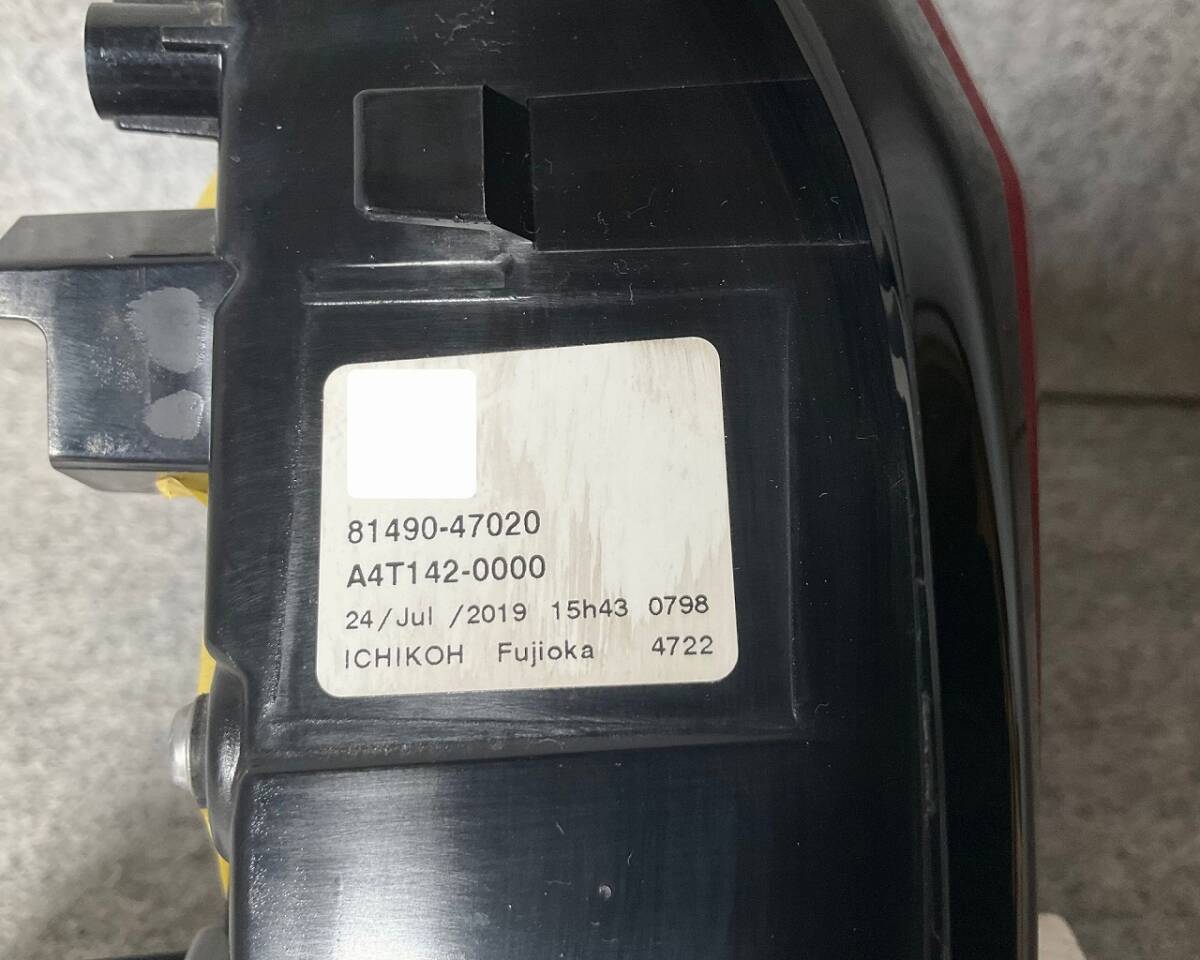 81490-47020
A4T142-0000
24/Jul /2019 15h43 0798
ICHIKOH Fujioka 4722